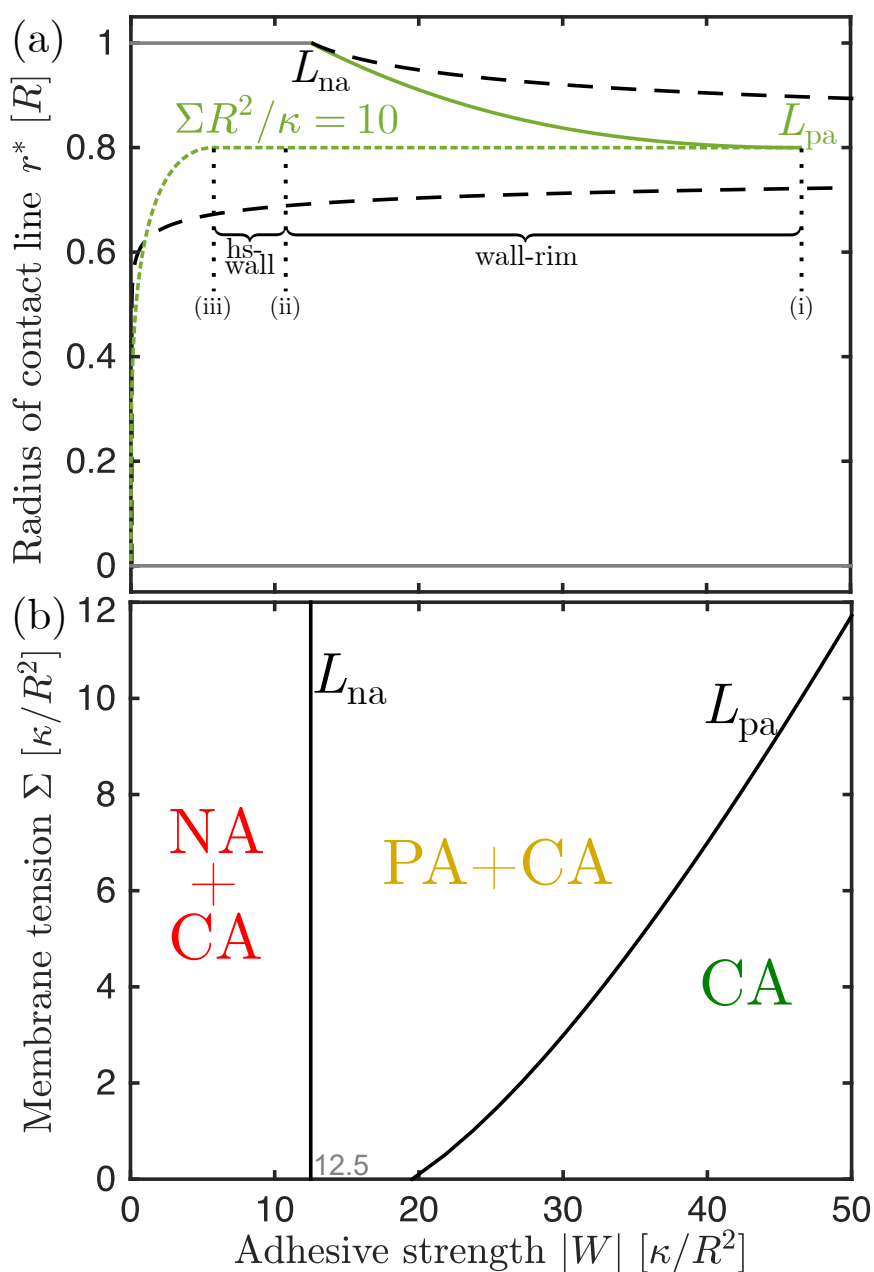 (a)
Radius of contact line r* [R]
1
0.8
0.6
0.4
0.2
0
L_na
ΣR²/κ = 10
L_pa
hs-
wall
wall-rim
(iii)
(ii)
(i)
(b)
Membrane tension Σ [κ/R²]
12
10
8
6
4
2
0
L_na
L_pa
NA
+
CA
PA+CA
CA
12.5
0 10 20 30 40 50
Adhesive strength |W| [κ/R²]